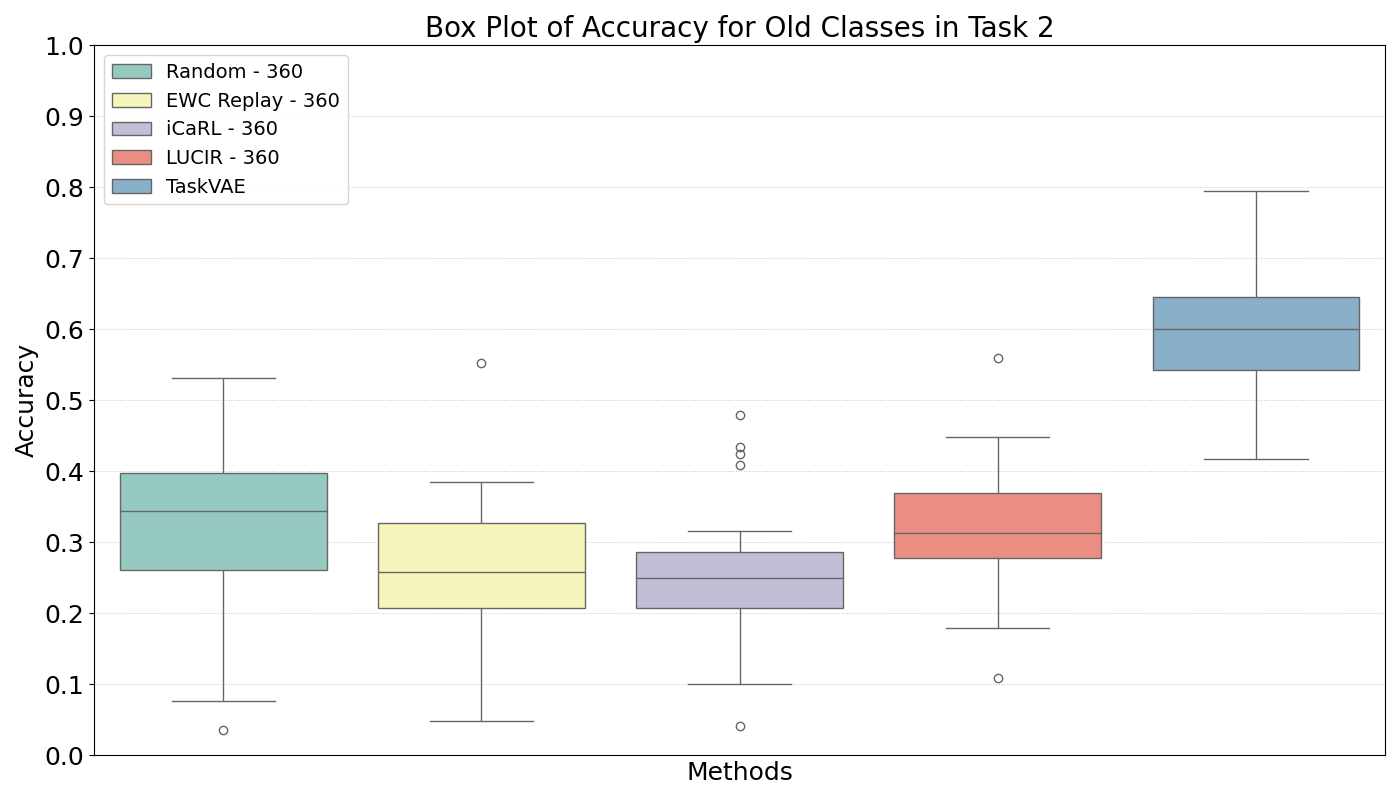 Box Plot of Accuracy for Old Classes in Task 2
1.0
0.9
0.8
0.7
0.6
0.5
0.4
0.3
0.2
0.1
0.0
Accuracy
Random - 360
EWC Replay - 360
iCaRL - 360
LUCIR - 360
TaskVAE
Methods